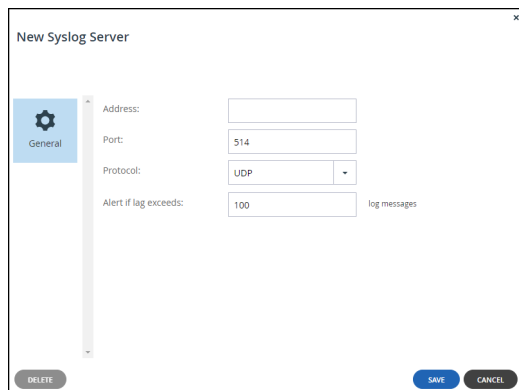 ×
New Syslog Server
General
Address:
Port: 514
Protocol: UDP
Alert if lag exceeds: 100 log messages
DELETE SAVE CANCEL